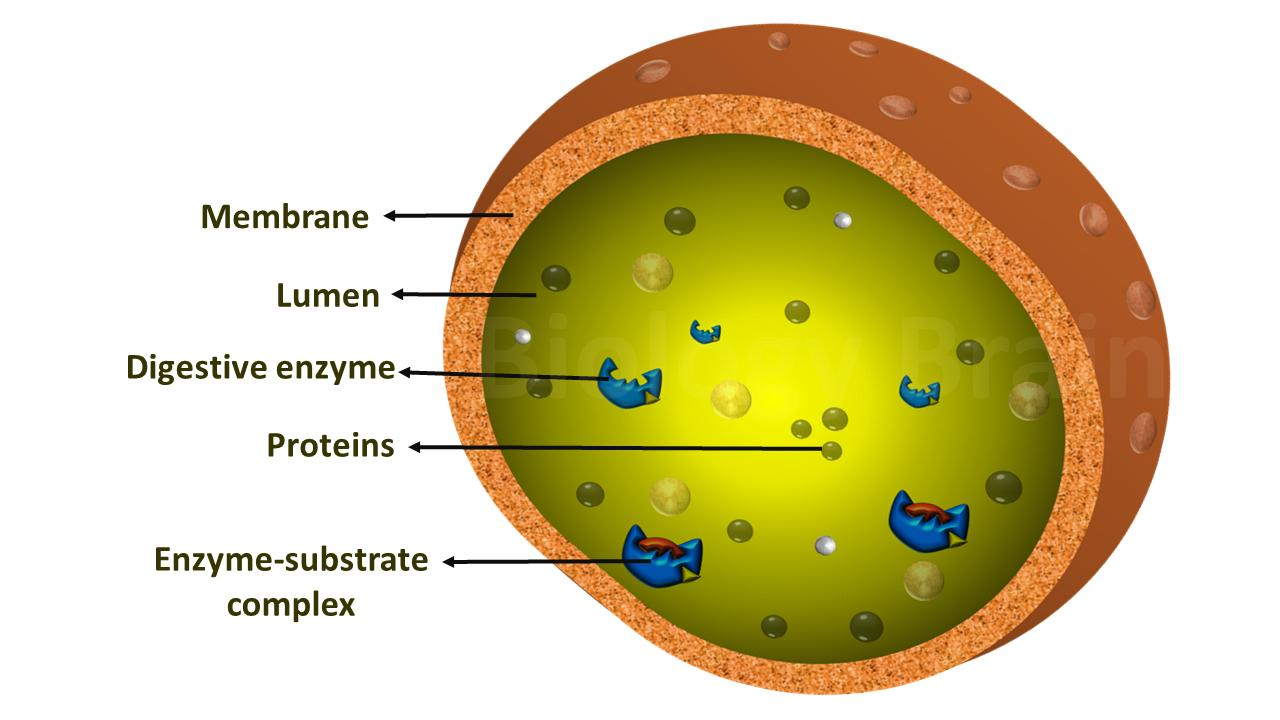 Membrane
Lumen
Biology Brain
Digestive enzyme
Proteins
Enzyme-substrate
complex